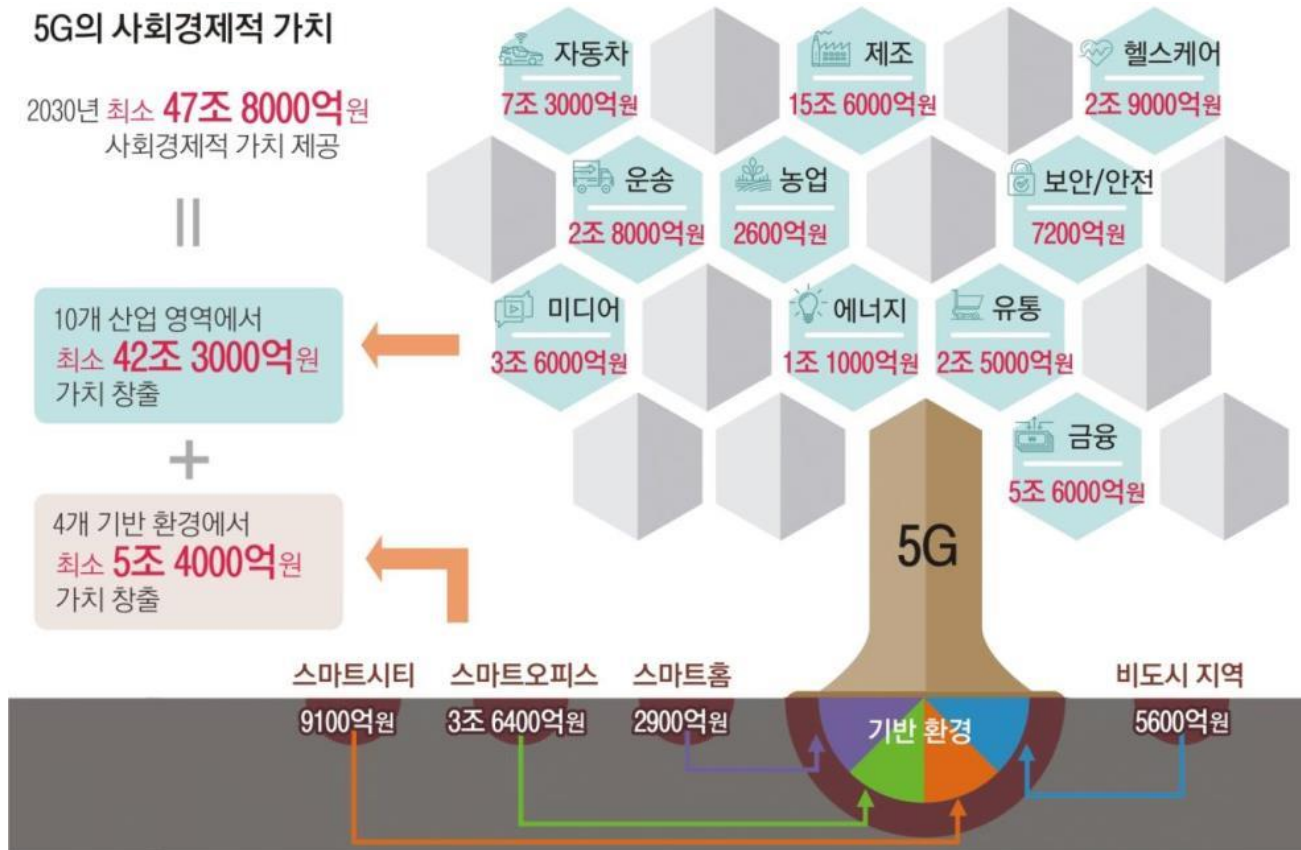 5G의 사회경제적 가치
2030년 최소 47조 8000억원
사회경제적 가치 제공
10개 산업 영역에서
최소 42조 3000억원
가치 창출
4개 기반 환경에서
최소 5조 4000억원
가치 창출
자동차
7조 3000억원
제조
15조 6000억원
헬스케어
2조 9000억원
운송
2조 8000억원
농업
2600억원
보안/안전
7200억원
미디어
3조 6000억원
에너지
1조 1000억원
유통
2조 5000억원
금융
5조 6000억원
5G
스마트시티
9100억원
스마트오피스
3조 6400억원
스마트홈
2900억원
기반 환경
비도시 지역
5600억원